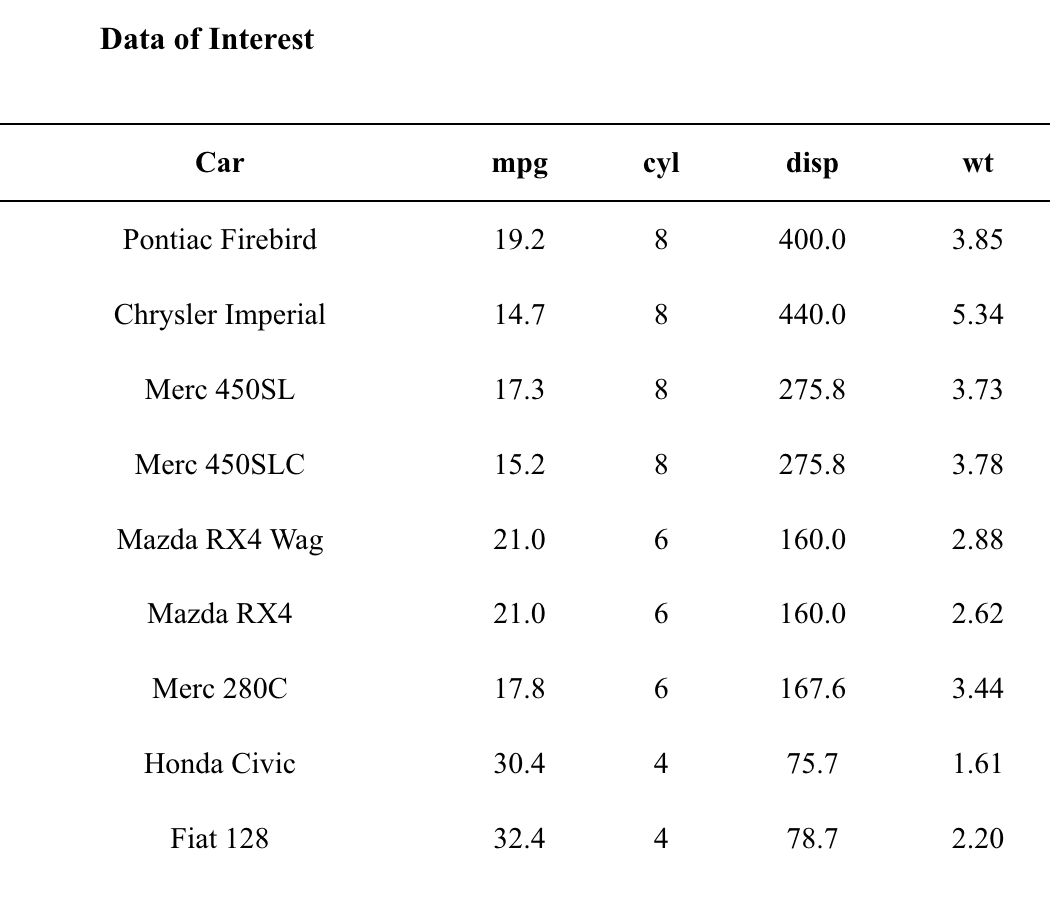 Data of Interest
Car mpg cyl disp wt
Pontiac Firebird 19.2 8 400.0 3.85
Chrysler Imperial 14.7 8 440.0 5.34
Merc 450SL 17.3 8 275.8 3.73
Merc 450SLC 15.2 8 275.8 3.78
Mazda RX4 Wag 21.0 6 160.0 2.88
Mazda RX4 21.0 6 160.0 2.62
Merc 280C 17.8 6 167.6 3.44
Honda Civic 30.4 4 75.7 1.61
Fiat 128 32.4 4 78.7 2.20